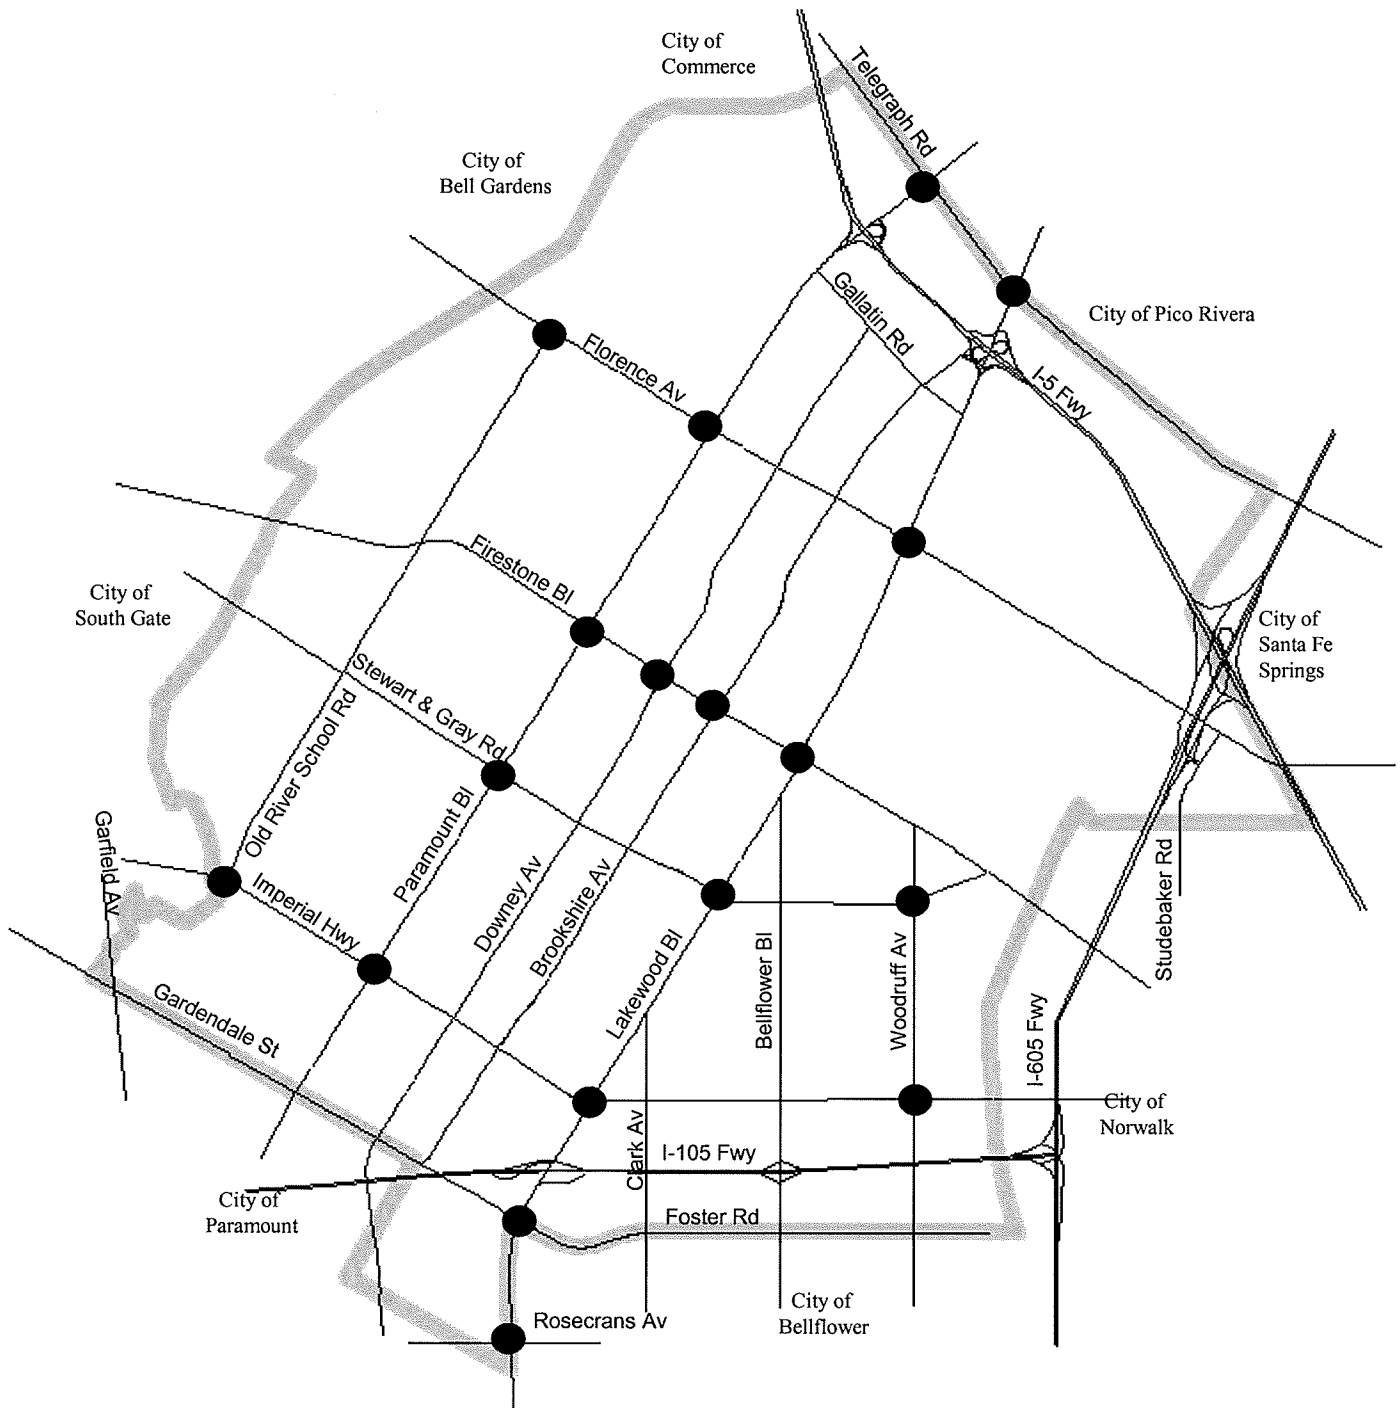 City of
Commerce
Telegraph Rd
City of
Bell Gardens
Gallatin Rd
City of Pico Rivera
Florence Av
I-5 Fwy
Firestone Bl
City of
South Gate
City of
Santa Fe
Springs
Stewart & Gray Rd
Old River School Rd
Paramount Bl
Garfield Av
Imperial Hwy
Downey Av
Brookshire Av
Lakewood Bl
Bellflower Bl
Woodruff Av
Studebaker Rd
Gardendale St
I-605 Fwy
City of
Norwalk
Clark Av
I-105 Fwy
City of
Paramount
Foster Rd
City of
Bellflower
Rosecrans Av